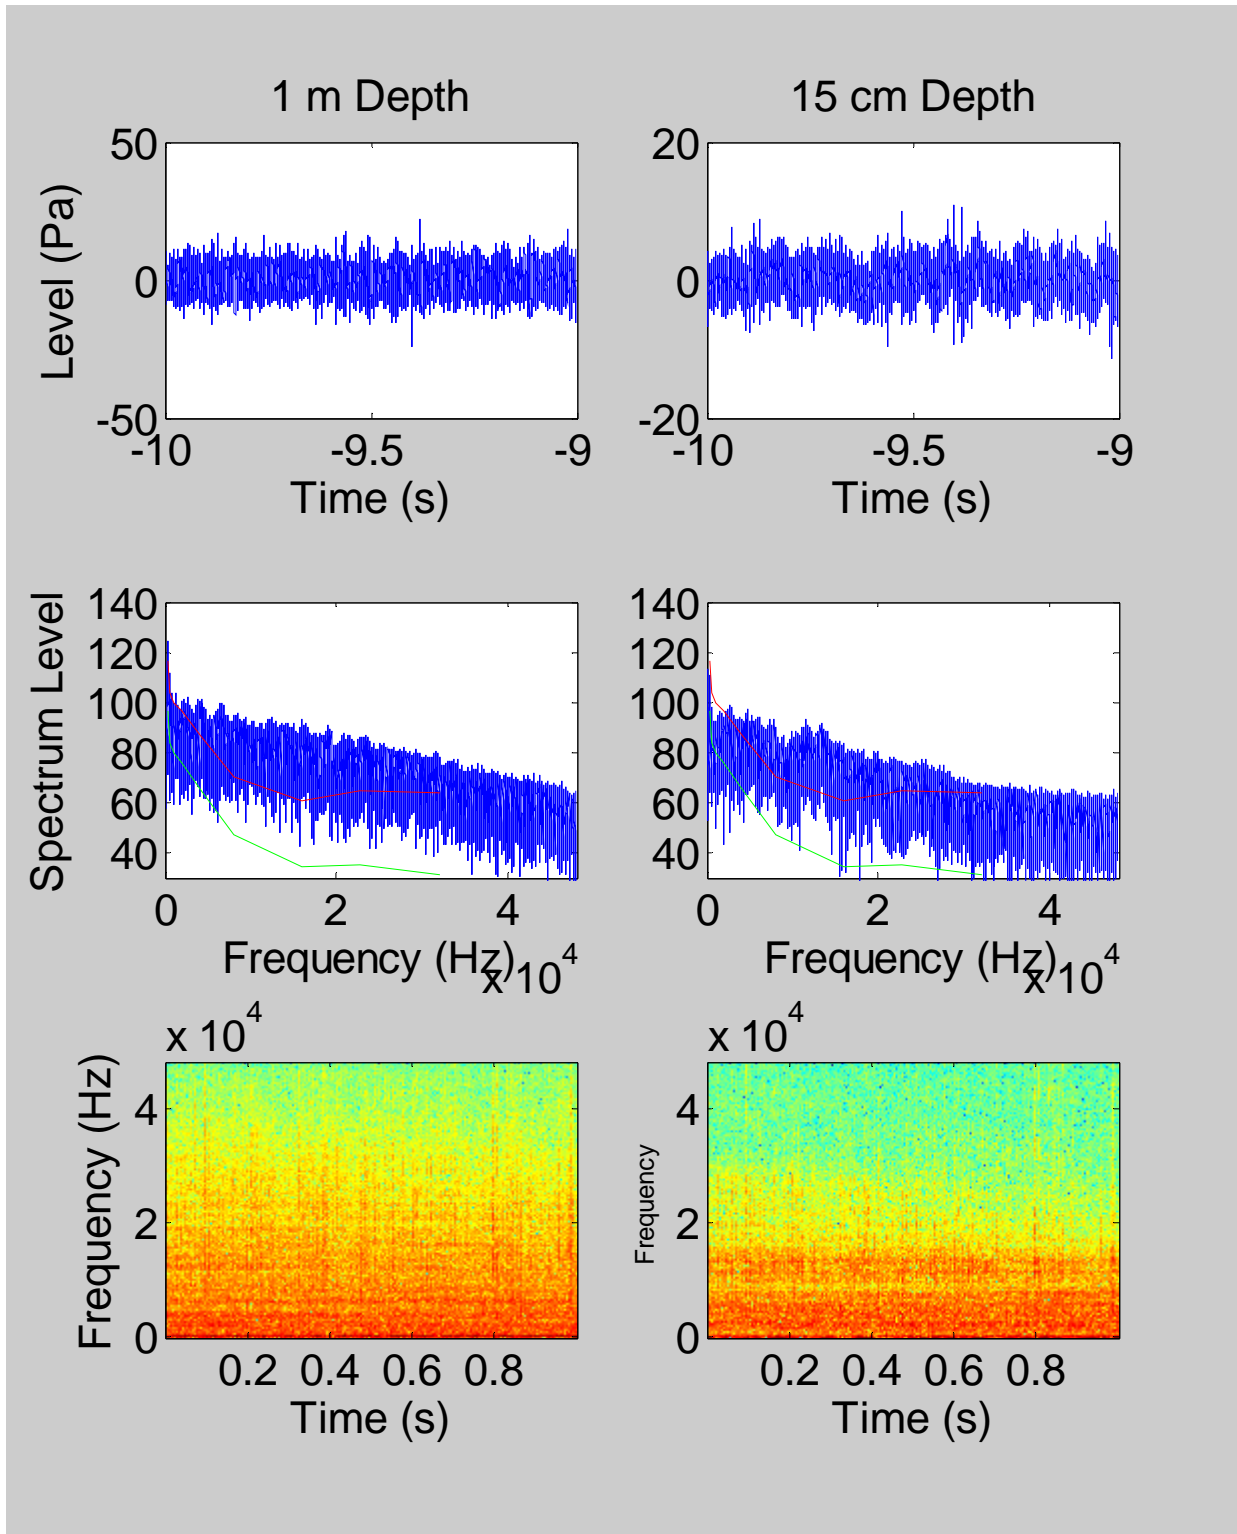 1 m Depth
15 cm Depth
Level (Pa)
50
0
-50
-10
-9.5
-9
Time (s)
20
0
-20
-10
-9.5
-9
Time (s)
Spectrum Level
140
120
100
80
60
40
0
2
4
Frequency (Hz)
x 10^4
140
120
100
80
60
40
0
2
4
Frequency (Hz)
x 10^4
x 10^4
Frequency (Hz)
4
2
0
0.2
0.4
0.6
0.8
Time (s)
x 10^4
Frequency
4
2
0
0.2
0.4
0.6
0.8
Time (s)